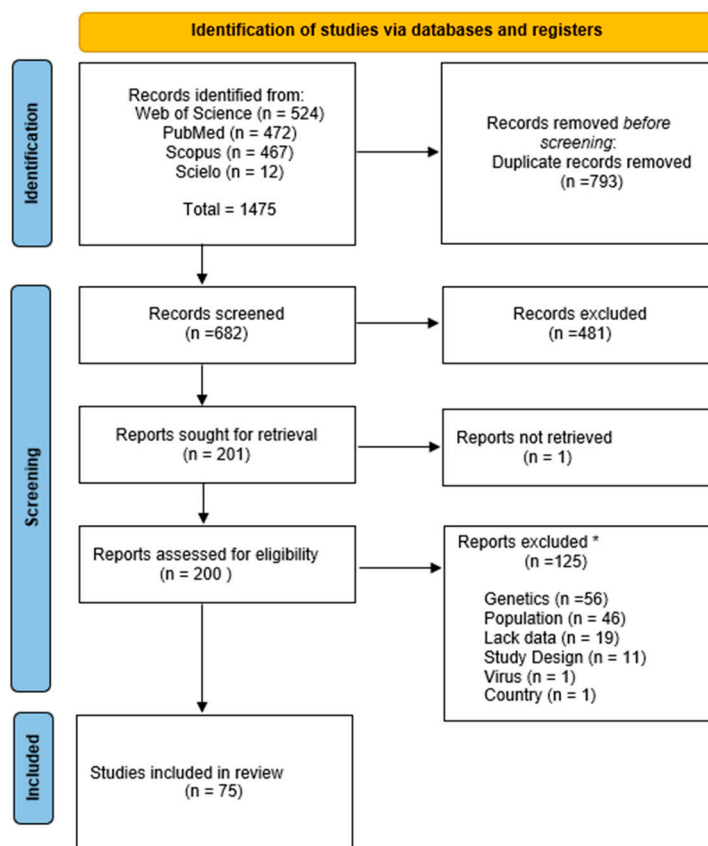 Identification of studies via databases and registers
Identification
Records identified from:
Web of Science (n = 524)
PubMed (n = 472)
Scopus (n = 467)
Scielo (n = 12)
Total = 1475
Records removed before
screening:
Duplicate records removed
(n =793)
Screening
Records screened
(n =682)
Records excluded
(n =481)
Reports sought for retrieval
(n = 201)
Reports not retrieved
(n = 1)
Reports assessed for eligibility
(n = 200 )
Reports excluded *
(n =125)
Genetics (n =56)
Population (n = 46)
Lack data (n = 19)
Study Design (n = 11)
Virus (n = 1)
Country (n = 1)
Included
Studies included in review
(n = 75)